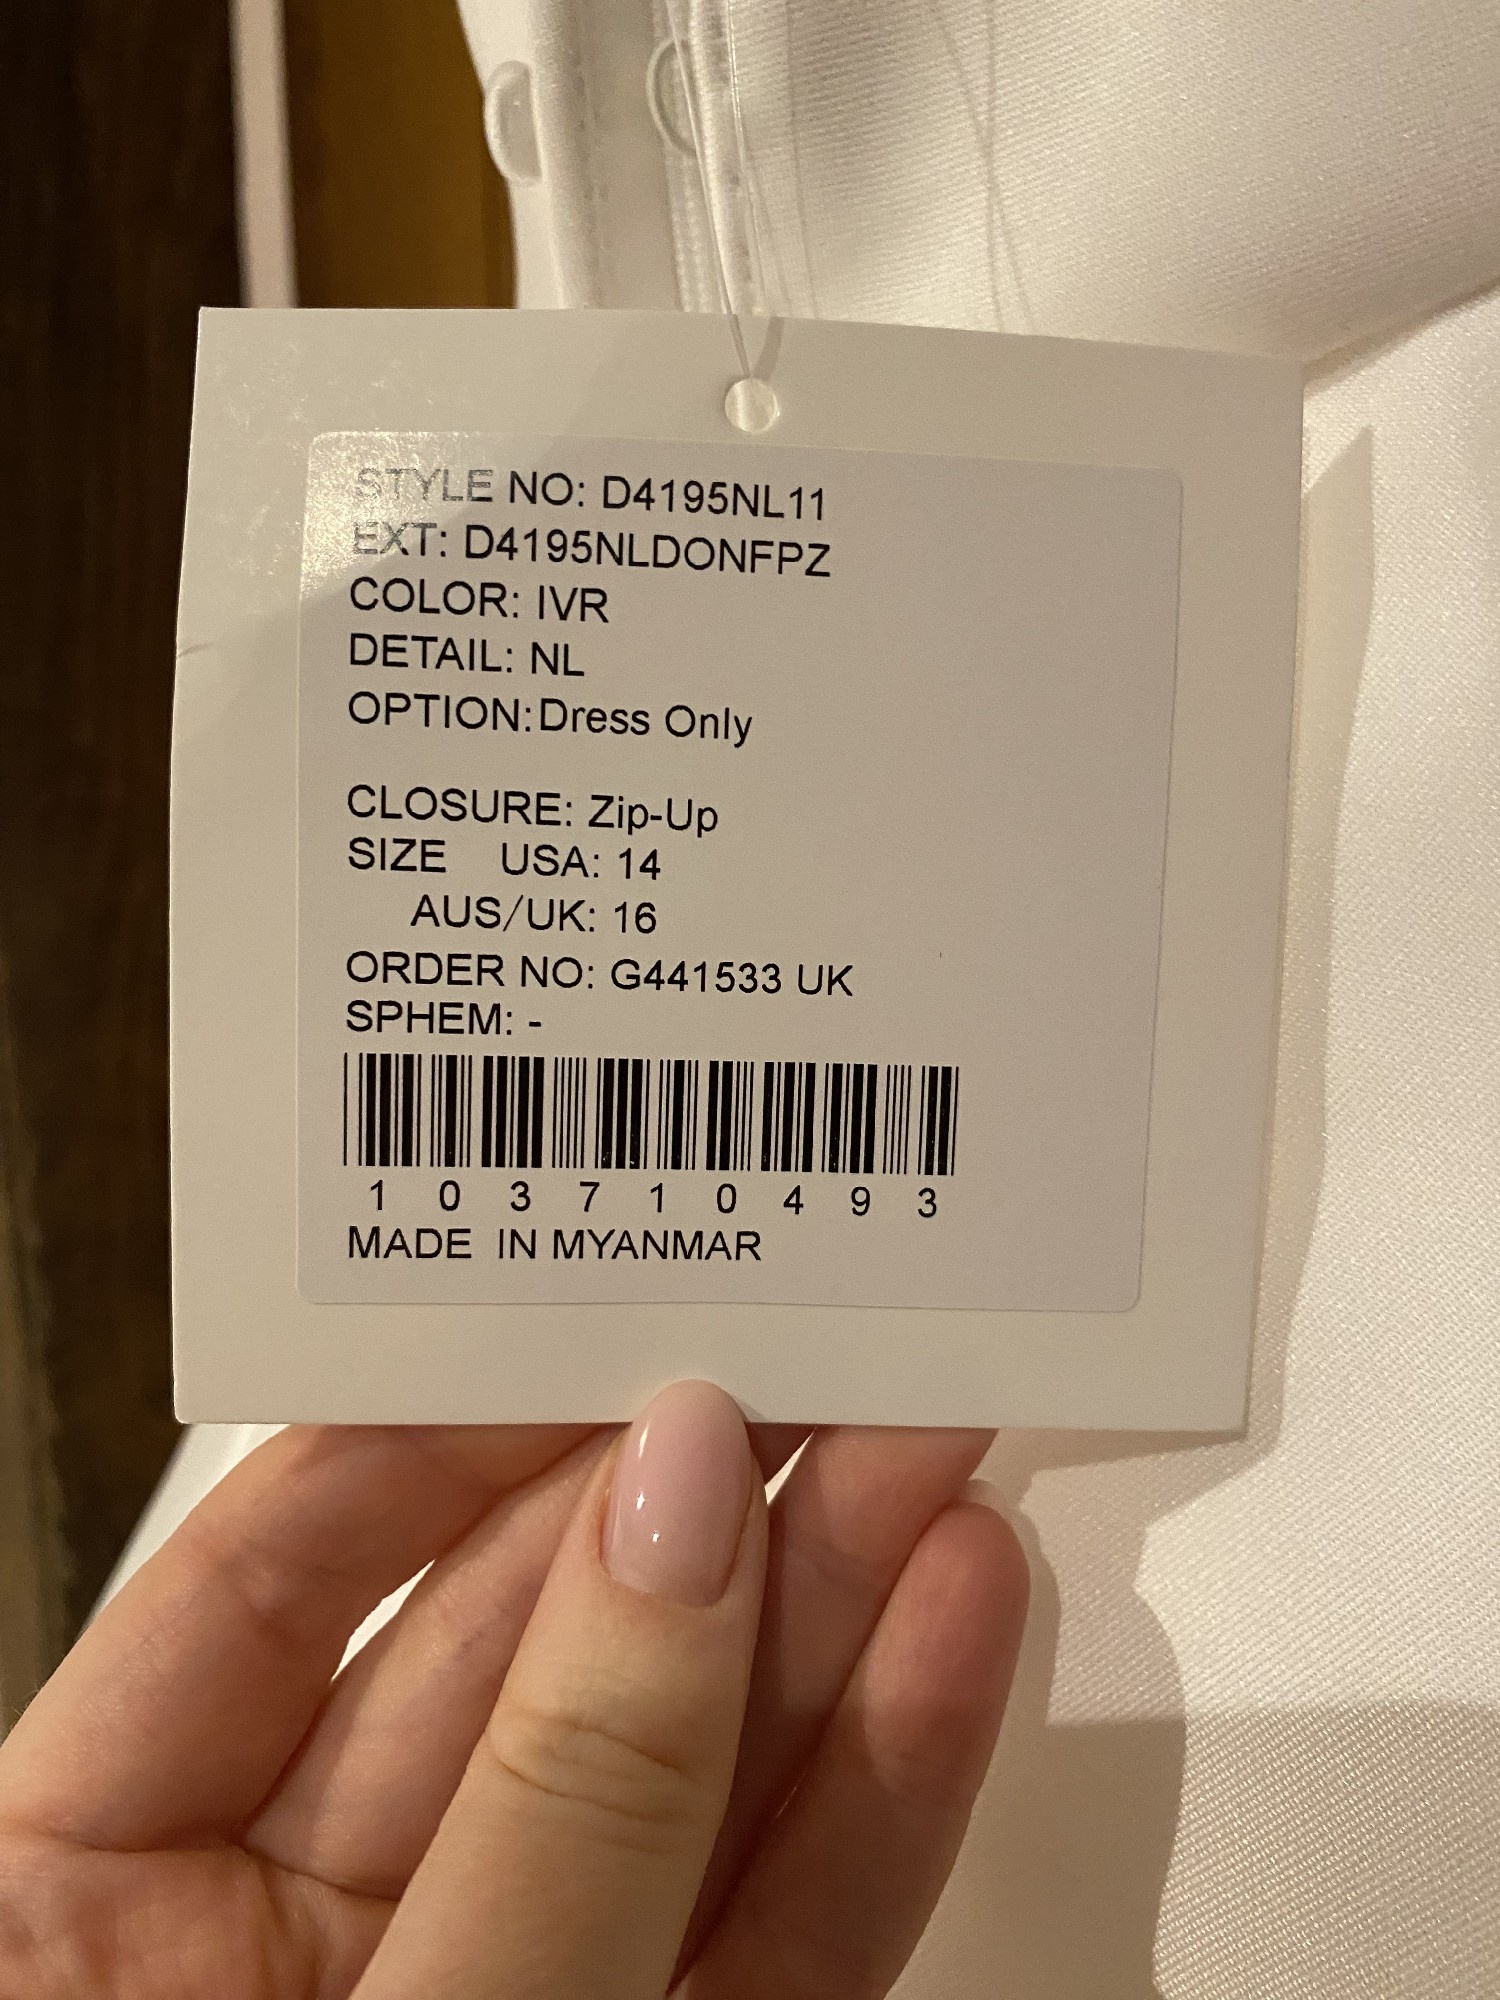 STYLE NO: D4195NL11
EXT: D4195NLDONFPZ
COLOR: IVR
DETAIL: NL
OPTION:Dress Only
CLOSURE: Zip-Up
SIZE USA: 14
AUS/UK: 16
ORDER NO: G441533 UK
SPHEM: -
1 0 3 7 1 0 4 9 3
MADE IN MYANMAR